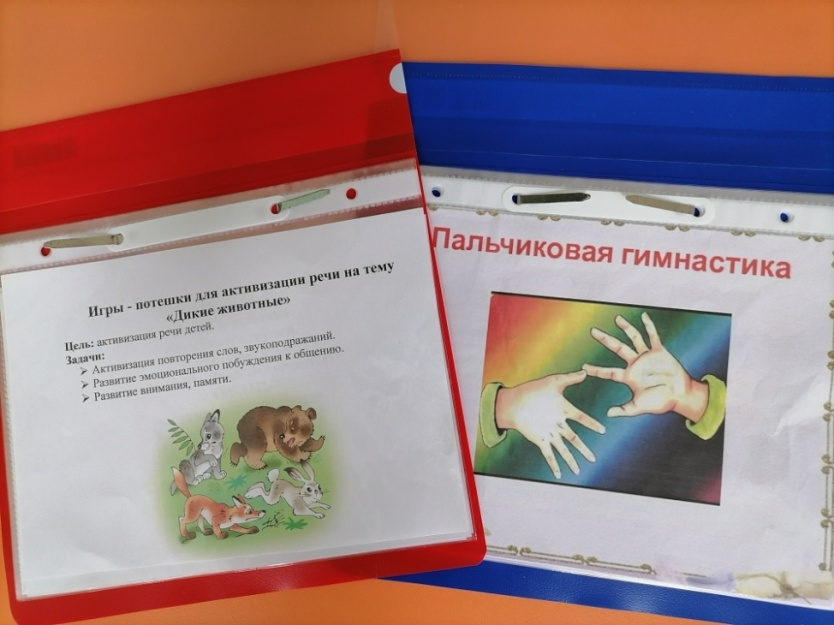 Игры - потешки для активизации речи на тему
«Дикие животные»
Цель: активизация речи детей.
Задачи:
➢ Активизация повторения слов, звукоподражаний.
➢ Развитие эмоционального побуждения к общению.
➢ Развитие внимания, памяти.
Пальчиковая гимнастика